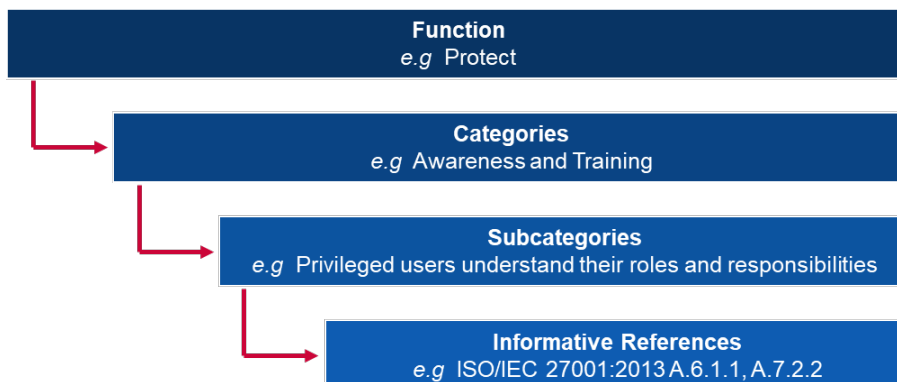 Function
e.g Protect
Categories
e.g Awareness and Training
Subcategories
e.g Privileged users understand their roles and responsibilities
Informative References
e.g ISO/IEC 27001:2013 A.6.1.1, A.7.2.2